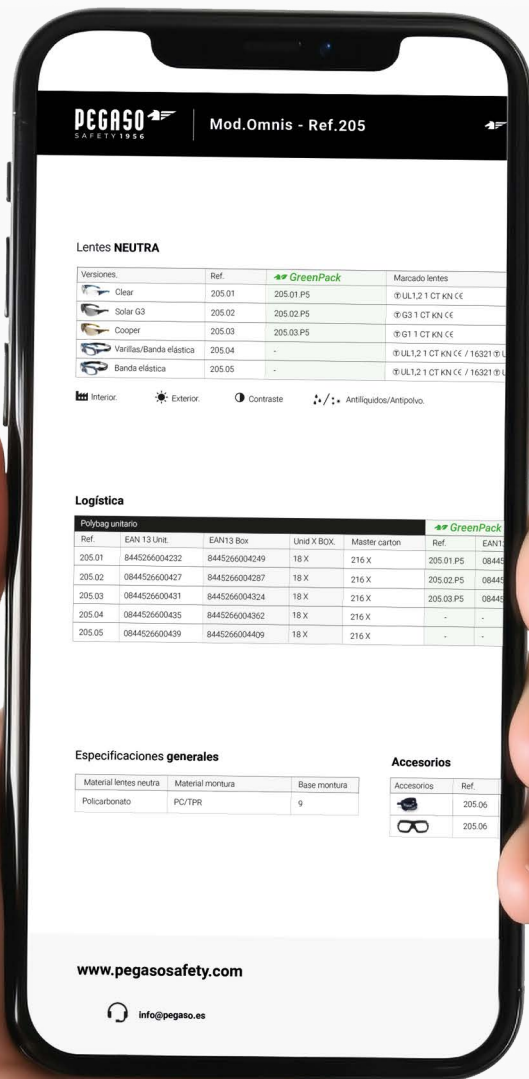 PEGASO
SAFETY 1956
Mod.Omnis - Ref.205
Lentes NEUTRA
Versiones. Ref. GreenPack Marcado lentes
Clear 205.01 205.01.P5 UL1,2 1 CT KN CE
Solar G3 205.02 205.02.P5 G3 1 CT KN CE
Cooper 205.03 205.03.P5 G1 1 CT KN CE
Varillas/Banda elástica 205.04 - UL1,2 1 CT KN CE / 16321 U
Banda elástica 205.05 - UL1,2 1 CT KN CE / 16321 U
Interior. Exterior. Contraste Antilíquidos/Antipolvo.
Logística
Polybag unitario GreenPack
Ref. EAN 13 Unit. EAN13 Box Unid X BOX. Master carton Ref. EAN1
205.01 8445266004232 8445266004249 18 X 216 X 205.01.P5 08445
205.02 0844526600427 8445266004287 18 X 216 X 205.02.P5 08445
205.03 0844526600431 8445266004324 18 X 216 X 205.03.P5 08445
205.04 0844526600435 8445266004362 18 X 216 X - -
205.05 0844526600439 8445266004409 18 X 216 X - -
Especificaciones generales
Material lentes neutra Material montura Base montura
Policarbonato PC/TPR 9
Accesorios
Accesorios Ref.
205.06
205.06
www.pegasosafety.com
info@pegaso.es